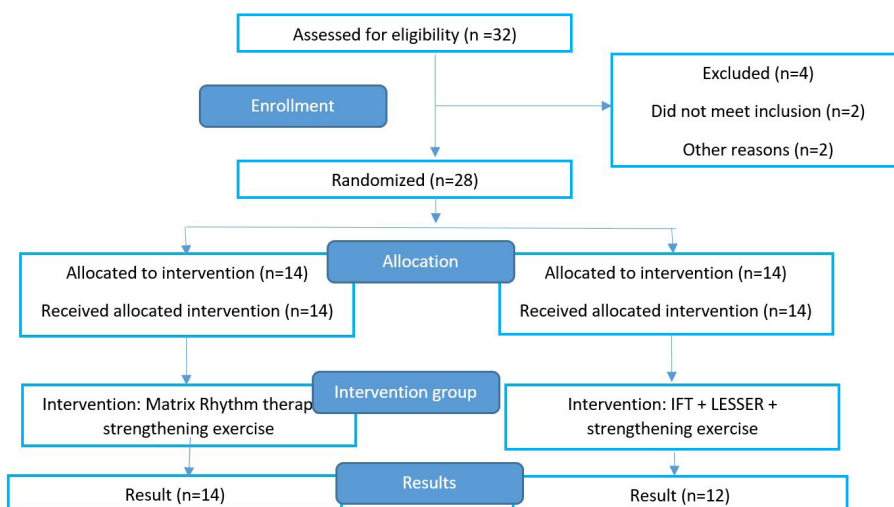 Assessed for eligibility (n =32)
Excluded (n=4)
Did not meet inclusion (n=2)
Other reasons (n=2)
Enrollment
Randomized (n=28)
Allocation
Allocated to intervention (n=14)
Received allocated intervention (n=14)
Allocated to intervention (n=14)
Received allocated intervention (n=14)
Intervention group
Intervention: Matrix Rhythm therap
strengthening exercise
Intervention: IFT + LESSER +
strengthening exercise
Results
Result (n=14)
Result (n=12)